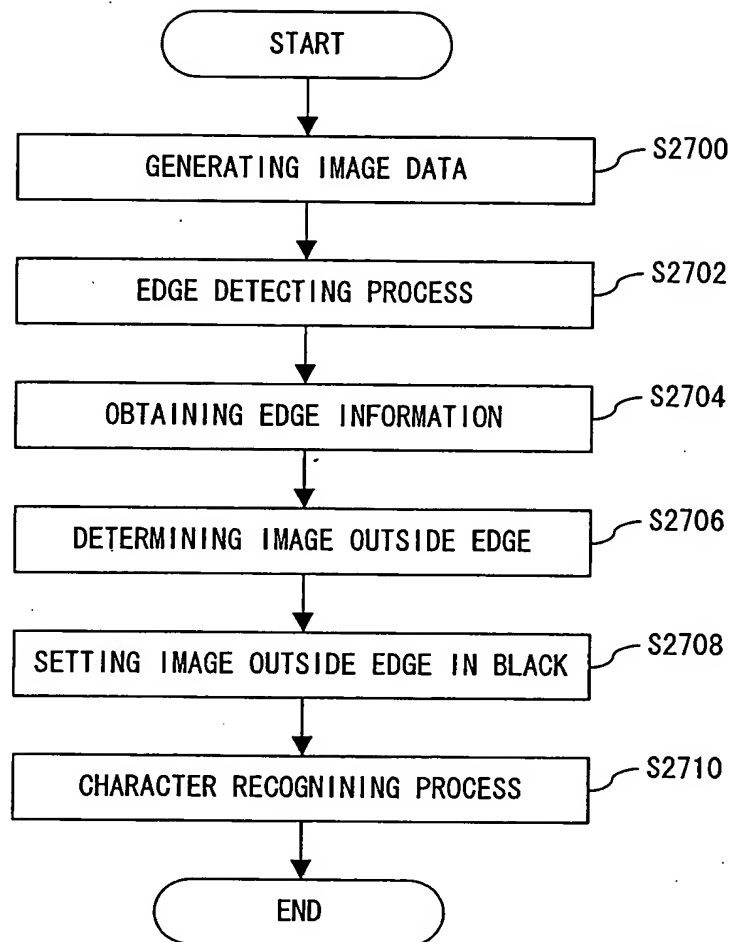 START
GENERATING IMAGE DATA
S2700
EDGE DETECTING PROCESS
S2702
OBTAINING EDGE INFORMATION
S2704
DETERMINING IMAGE OUTSIDE EDGE
S2706
SETTING IMAGE OUTSIDE EDGE IN BLACK
S2708
CHARACTER RECOGNINING PROCESS
S2710
END